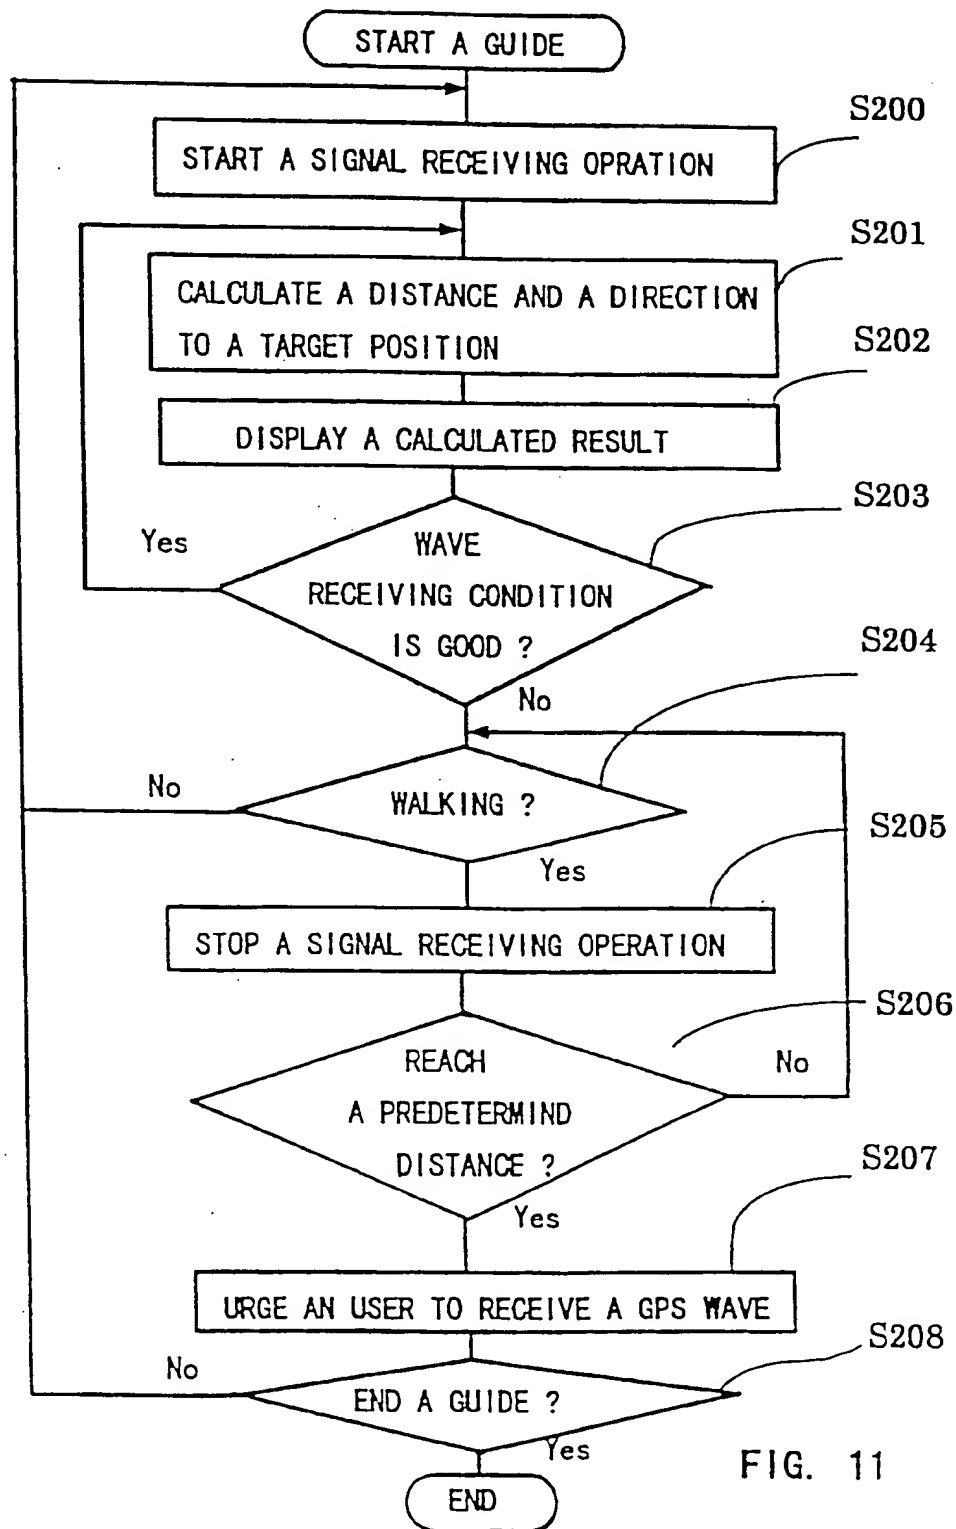 START A GUIDE
S200
START A SIGNAL RECEIVING OPRATION
S201
CALCULATE A DISTANCE AND A DIRECTION
TO A TARGET POSITION
S202
DISPLAY A CALCULATED RESULT
S203
Yes
WAVE
RECEIVING CONDITION
IS GOOD ?
No
S204
No
WALKING ?
Yes
S205
STOP A SIGNAL RECEIVING OPERATION
S206
REACH
A PREDETERMIND
DISTANCE ?
No
Yes
S207
URGE AN USER TO RECEIVE A GPS WAVE
S208
No
END A GUIDE ?
Yes
END
FIG. 11